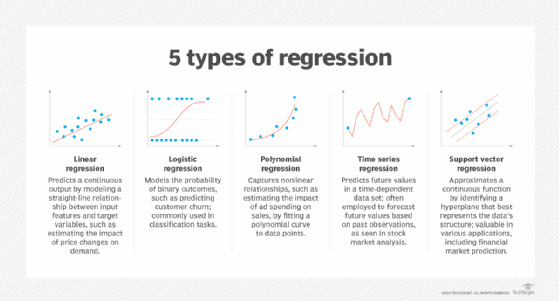 5 types of regression
Linear
regression
Predicts a continuous
output by modeling a
straight-line relation-
ship between input
features and target
variables, such as
estimating the impact
of price changes on
demand.
Logistic
regression
Models the probability
of binary outcomes,
such as predicting
customer churn;
commonly used in
classification tasks.
Polynomial
regression
Captures nonlinear
relationships, such as
estimating the impact
of ad spending on
sales, by fitting a
polynomial curve
to data points.
Time series
regression
Predicts future values
in a time-dependent
data set; often
employed to forecast
future values based
on past observations,
as seen in stock
market analysis.
Support vector
regression
Approximates a
continuous function
by identifying a
hyperplane that best
represents the data's
structure; valuable in
various applications,
including financial
market prediction.
TechTarget